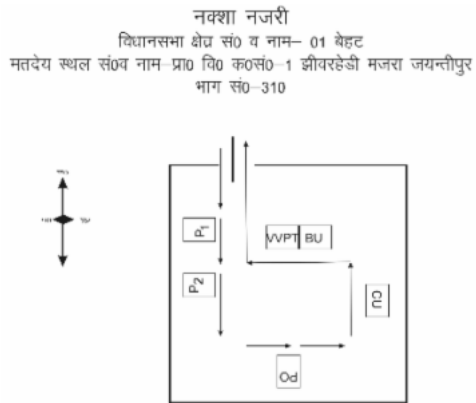 नक्शा नजरी
विधानसभा क्षेत्र सं0 व नाम– 01 बेहट
मतदेय स्थल सं0व नाम–प्रा0 वि0 क0सं0–1 झीवरहेडी मजरा जयन्तीपुर
भाग सं0–310
P1
VVPT BU
P2
CU
PO